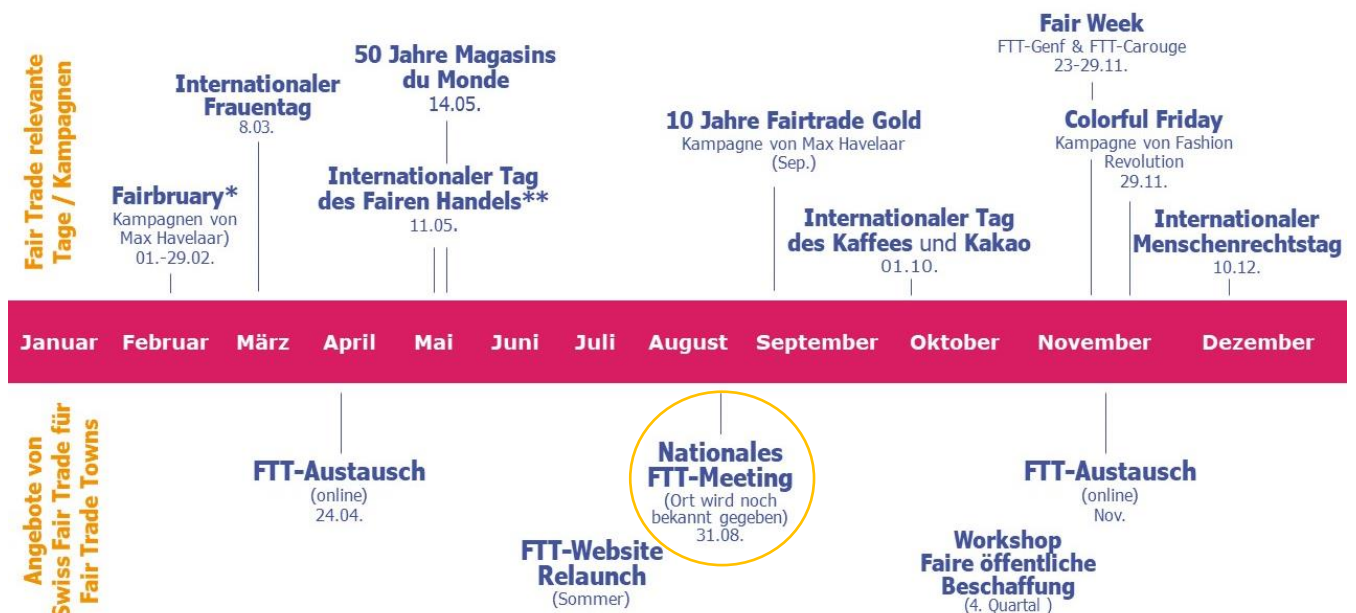 Fair Trade relevante
Tage / Kampagnen
Fairbruary*
Kampagnen von
Max Havelaar)
01.-29.02.
Internationaler
Frauentag
8.03.
50 Jahre Magasins
du Monde
14.05.
Internationaler Tag
des Fairen Handels**
11.05.
10 Jahre Fairtrade Gold
Kampagne von Max Havelaar
(Sep.)
Internationaler Tag
des Kaffees und Kakao
01.10.
Fair Week
FTT-Genf & FTT-Carouge
23-29.11.
Colorful Friday
Kampagne von Fashion
Revolution
29.11.
Internationaler
Menschenrechtstag
10.12.
Januar Februar März April Mai Juni Juli August September Oktober November Dezember
Angebote von
Swiss Fair Trade für
Fair Trade Towns
FTT-Austausch
(online)
24.04.
FTT-Website
Relaunch
(Sommer)
Nationales
FTT-Meeting
(Ort wird noch
bekannt gegeben)
31.08.
Workshop
Faire öffentliche
Beschaffung
(4. Quartal )
FTT-Austausch
(online)
Nov.